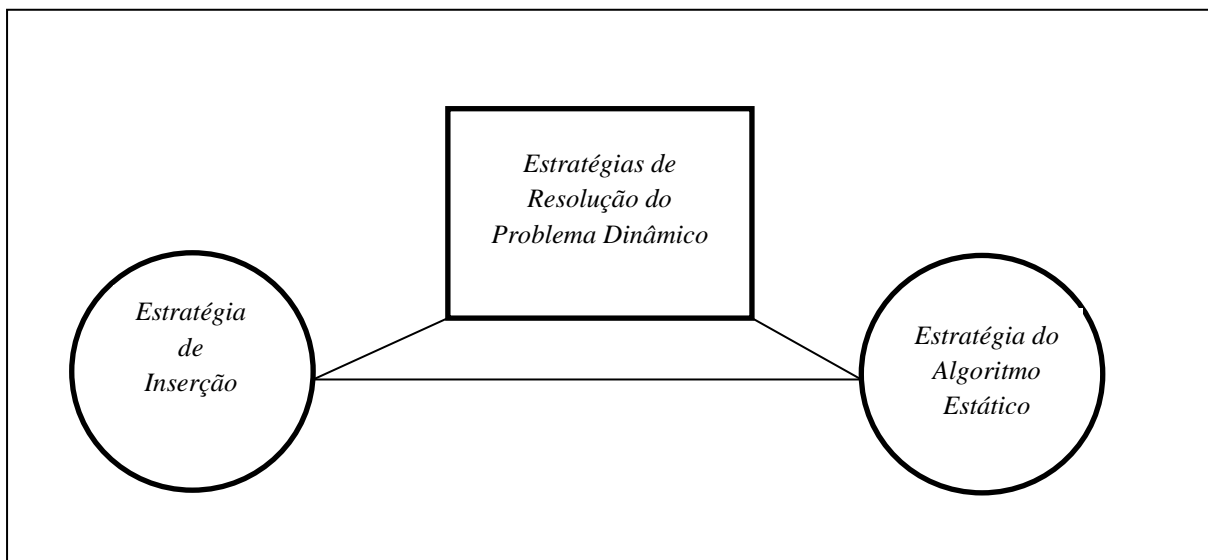 Estratégias de
Resolução do
Problema Dinâmico
Estratégia
de
Inserção
Estratégia do
Algoritmo
Estático